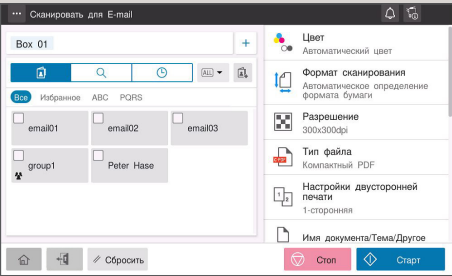 Сканировать для E-mail
Box 01
+
ALL
Все Избранное ABC PQRS
email01 email02 email03
group1 Peter Hase
Цвет
Автоматический цвет
Формат сканирования
Автоматическое определение
формата бумаги
Разрешение
300x300dpi
Тип файла
Компактный PDF
Настройки двусторонней
печати
1-сторонняя
Имя документа/Тема/Другое
Сбросить
Стоп
Старт